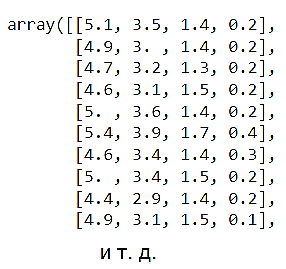 array([[5.1, 3.5, 1.4, 0.2],
[4.9, 3. , 1.4, 0.2],
[4.7, 3.2, 1.3, 0.2],
[4.6, 3.1, 1.5, 0.2],
[5. , 3.6, 1.4, 0.2],
[5.4, 3.9, 1.7, 0.4],
[4.6, 3.4, 1.4, 0.3],
[5. , 3.4, 1.5, 0.2],
[4.4, 2.9, 1.4, 0.2],
[4.9, 3.1, 1.5, 0.1],
и т. д.